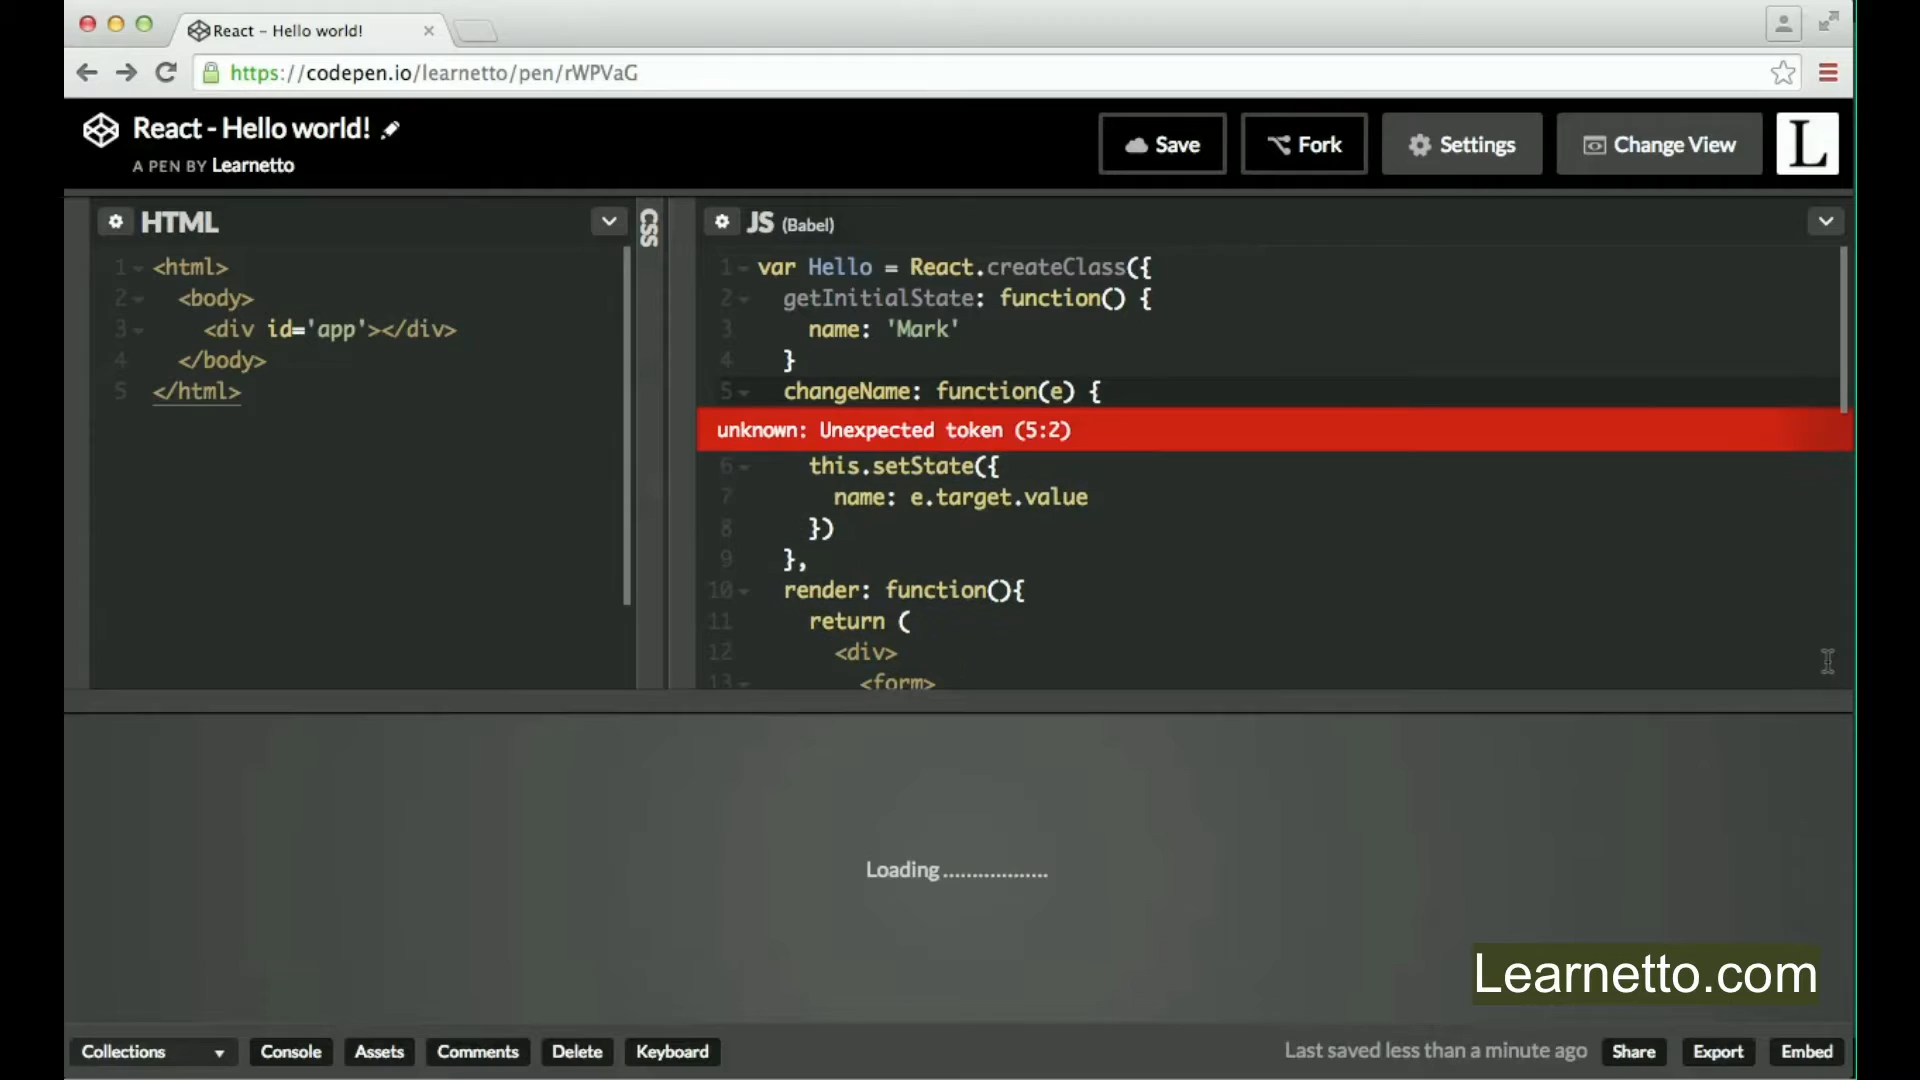 React – Hello world!
https://codepen.io/learnetto/pen/rWPVaG
React - Hello world!
A PEN BY Learnetto
Save
Fork
Settings
Change View
L
HTML
1 <html>
2 <body>
3 <div id='app'></div>
4 </body>
5 </html>
CSS
JS (Babel)
1 var Hello = React.createClass({
2 getInitialState: function() {
3 name: 'Mark'
4 }
5 changeName: function(e) {
unknown: Unexpected token (5:2)
6 this.setState({
7 name: e.target.value
8 })
9 },
10 render: function(){
11 return (
12 <div>
13 <form>
Loading..................
Learnetto.com
Collections
Console
Assets
Comments
Delete
Keyboard
Last saved less than a minute ago
Share
Export
Embed